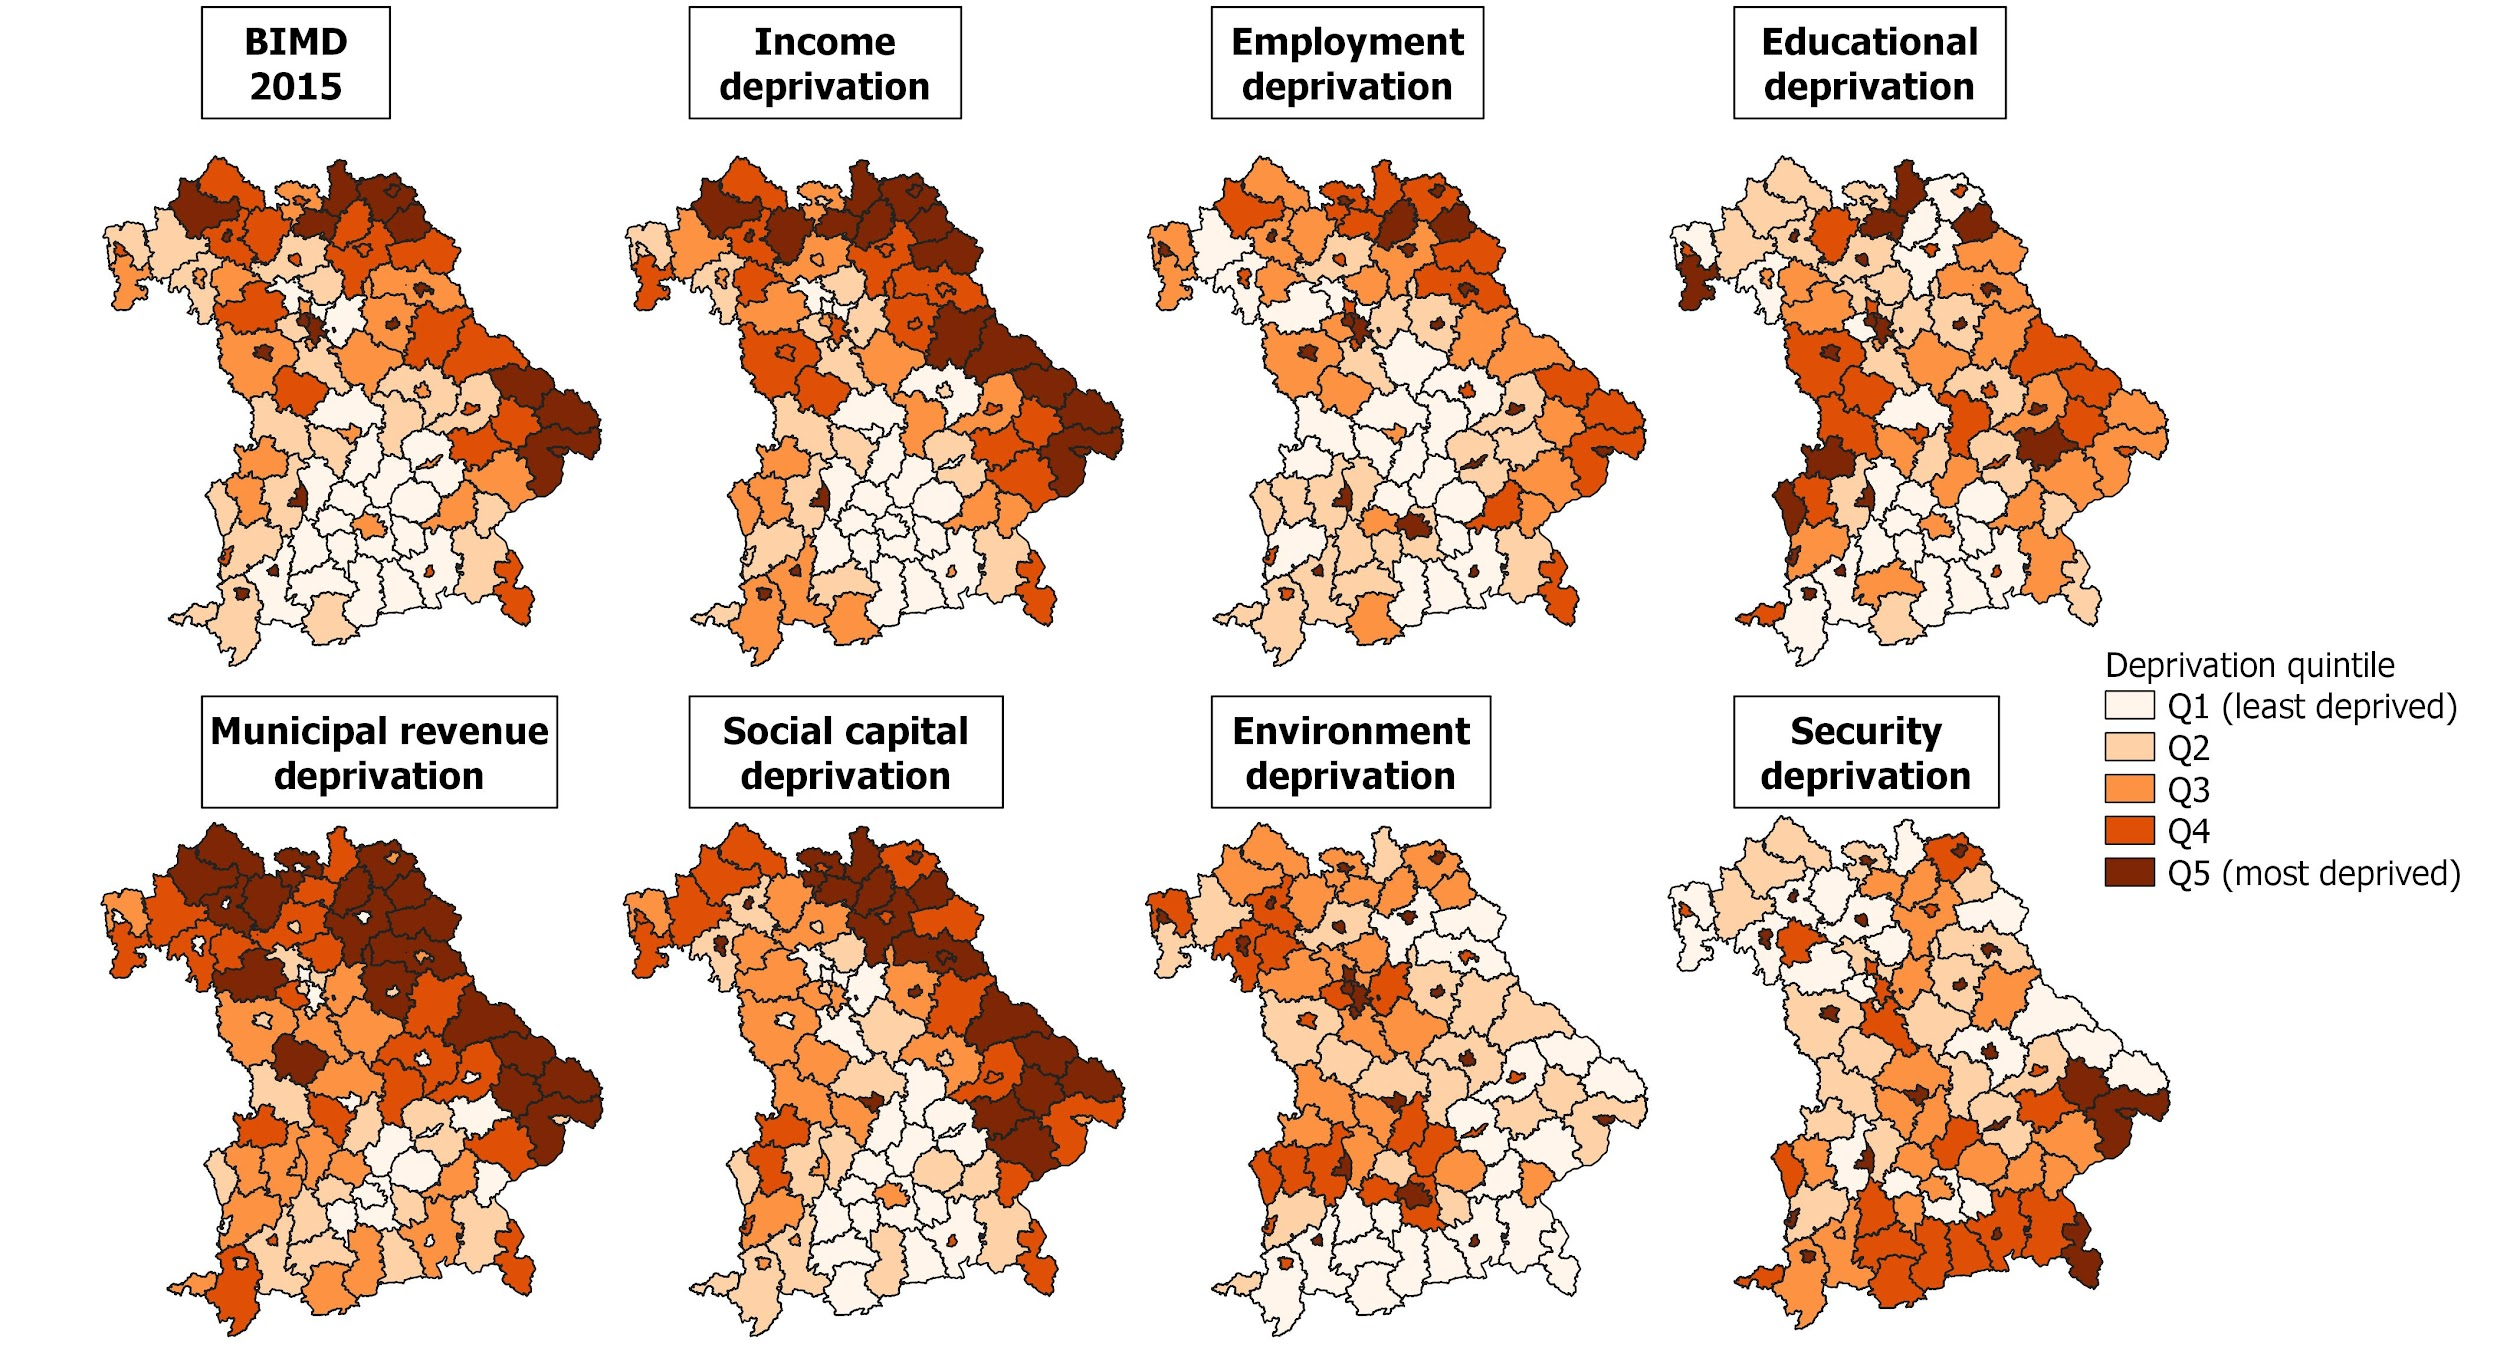 BIMD
2015
Income
deprivation
Employment
deprivation
Educational
deprivation
Municipal revenue
deprivation
Social capital
deprivation
Environment
deprivation
Security
deprivation
Deprivation quintile
Q1 (least deprived)
Q2
Q3
Q4
Q5 (most deprived)